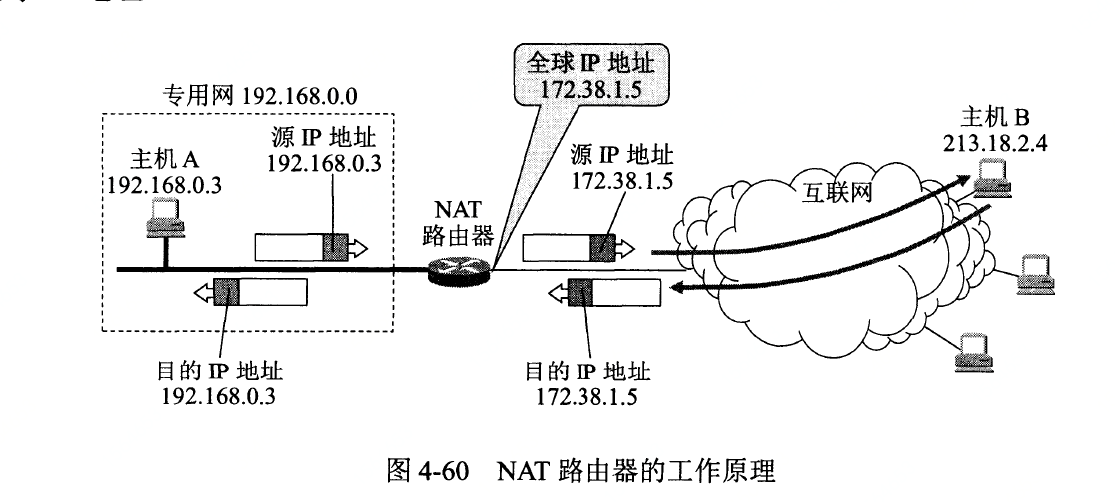 全球 IP 地址
172.38.1.5
专用网 192.168.0.0
源 IP 地址
192.168.0.3
主机 A
192.168.0.3
NAT
路由器
源 IP 地址
172.38.1.5
互联网
主机 B
213.18.2.4
目的 IP 地址
192.168.0.3
目的 IP 地址
172.38.1.5
图 4-60 NAT 路由器的工作原理